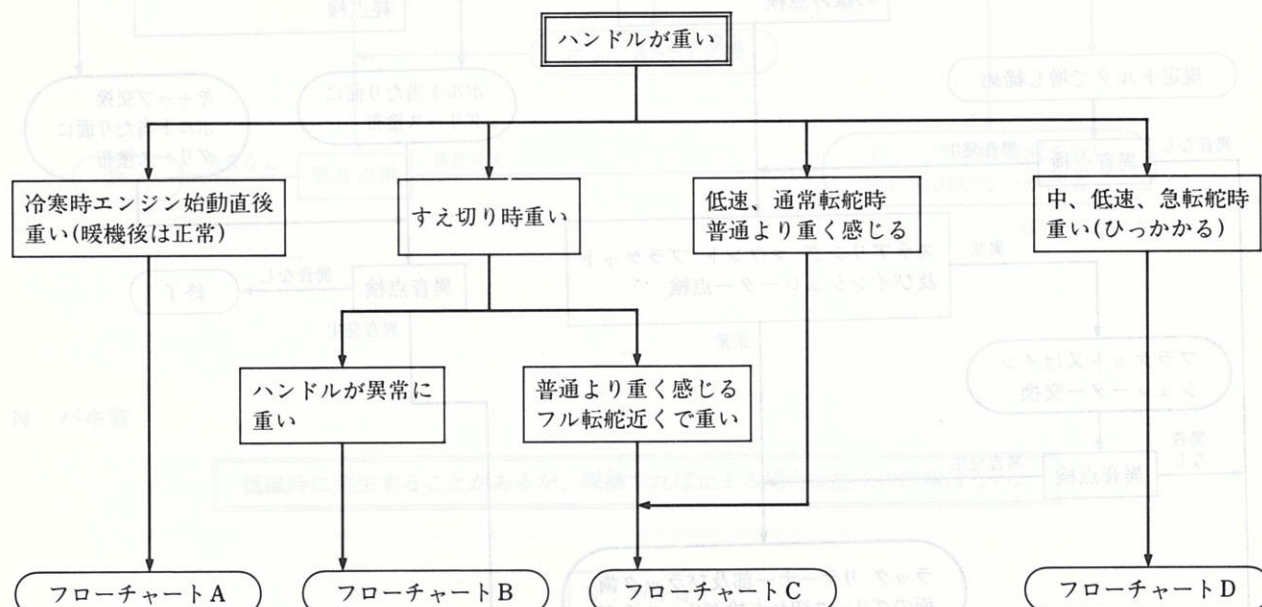 ハンドルが重い
冷寒時エンジン始動直後
重い(暖機後は正常)
すえ切り時重い
低速、通常転舵時
普通より重く感じる
中、低速、急転舵時
重い(ひっかかる)
ハンドルが異常に
重い
普通より重く感じる
フル転舵近くで重い
フローチャートA
フローチャートB
フローチャートC
フローチャートD